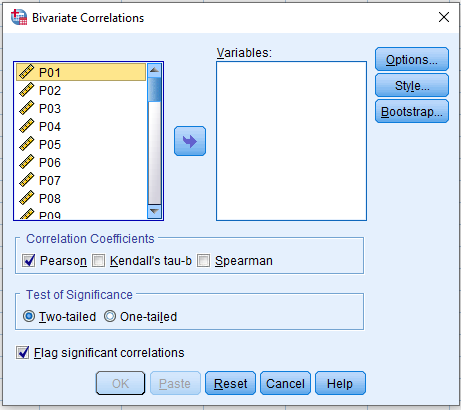 Bivariate Correlations
Variables:
P01
P02
P03
P04
P05
P06
P07
P08
P09
Options...
Style...
Bootstrap...
Correlation Coefficients
Pearson Kendall's tau-b Spearman
Test of Significance
Two-tailed One-tailed
Flag significant correlations
OK Paste Reset Cancel Help